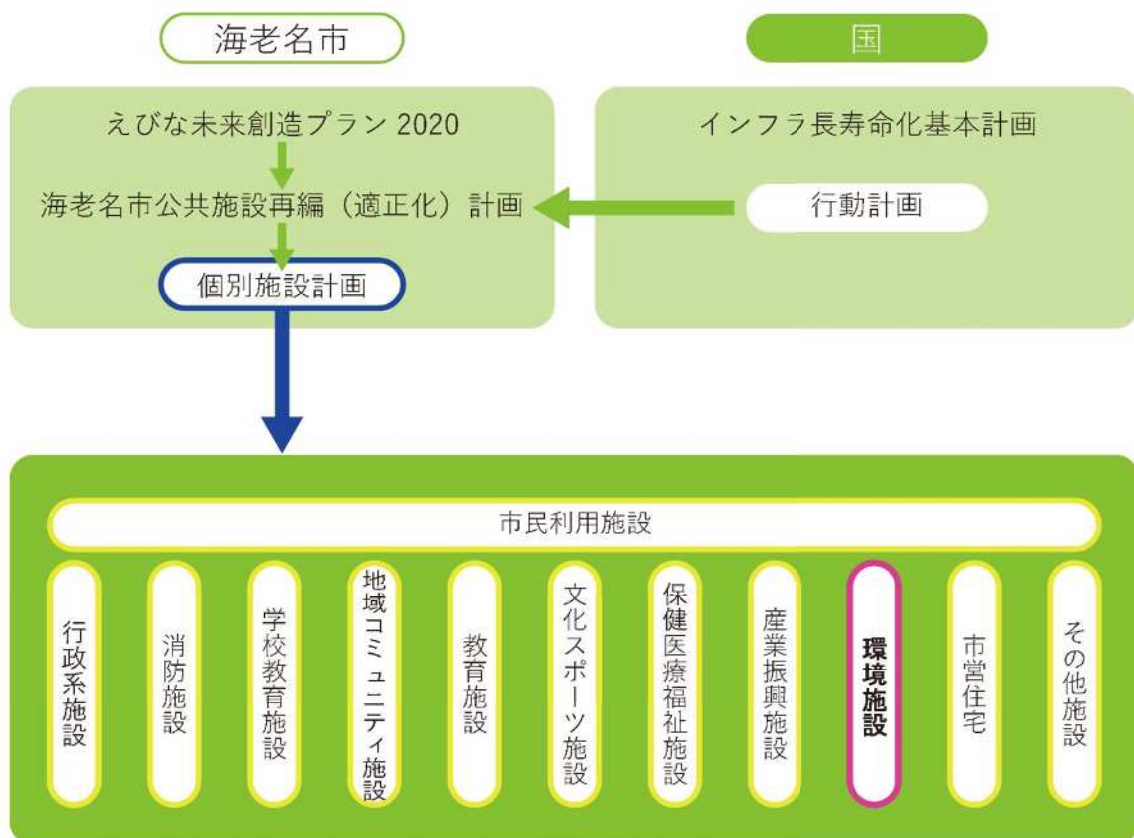 海老名市
国
えびな未来創造プラン 2020
インフラ長寿命化基本計画
海老名市公共施設再編（適正化）計画
行動計画
個別施設計画
市民利用施設
行政系施設
消防施設
学校教育施設
地域コミュニティ施設
教育施設
文化スポーツ施設
保健医療福祉施設
産業振興施設
環境施設
市営住宅
その他施設